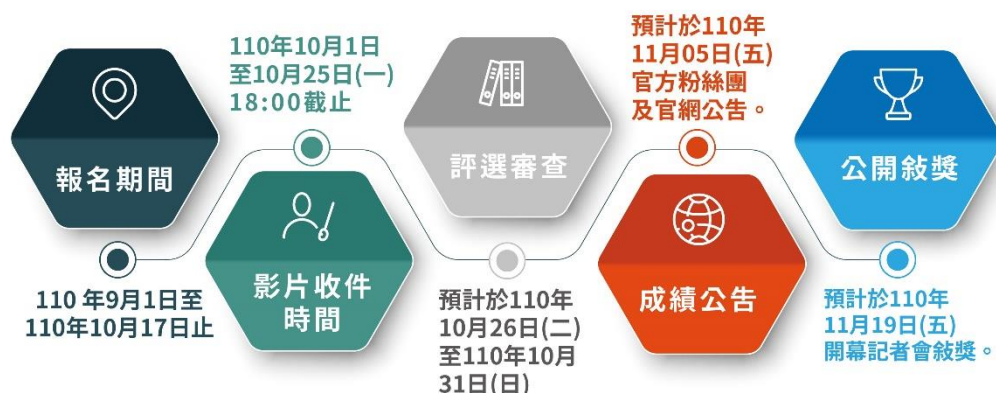 報名期間
110 年9月1日至
110年10月17日止
110年10月1日
至10月25日(一)
18:00截止
影片收件
時間
評選審查
預計於110年
10月26日(二)
至110年10月
31日(日)
預計於110年
11月05日(五)
官方粉絲團
及官網公告。
成績公告
公開敍獎
預計於110年
11月19日(五)
開幕記者會敍獎。